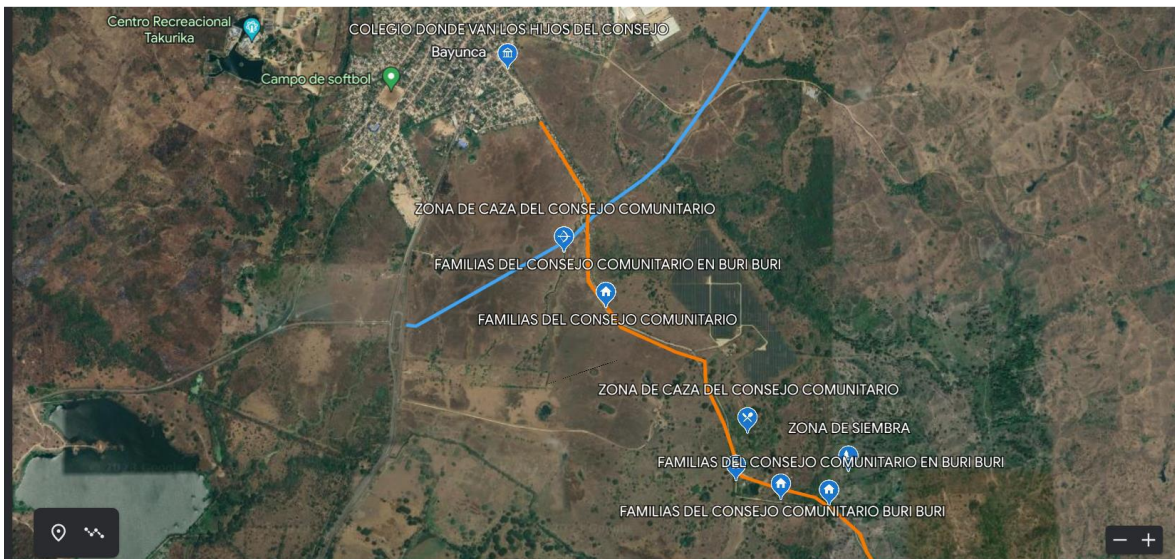 Centro Recreacional
Takurika
COLEGIO DONDE VAN LOS HIJOS DEL CONSEJO
Bayunca
Campo de softbol
ZONA DE CAZA DEL CONSEJO COMUNITARIO
FAMILIAS DEL CONSEJO COMUNITARIO EN BURI BURI
FAMILIAS DEL CONSEJO COMUNITARIO
ZONA DE CAZA DEL CONSEJO COMUNITARIO
ZONA DE SIEMBRA
FAMILIAS DEL CONSEJO COMUNITARIO EN BURI BURI
FAMILIAS DEL CONSEJO COMUNITARIO BURI BURI